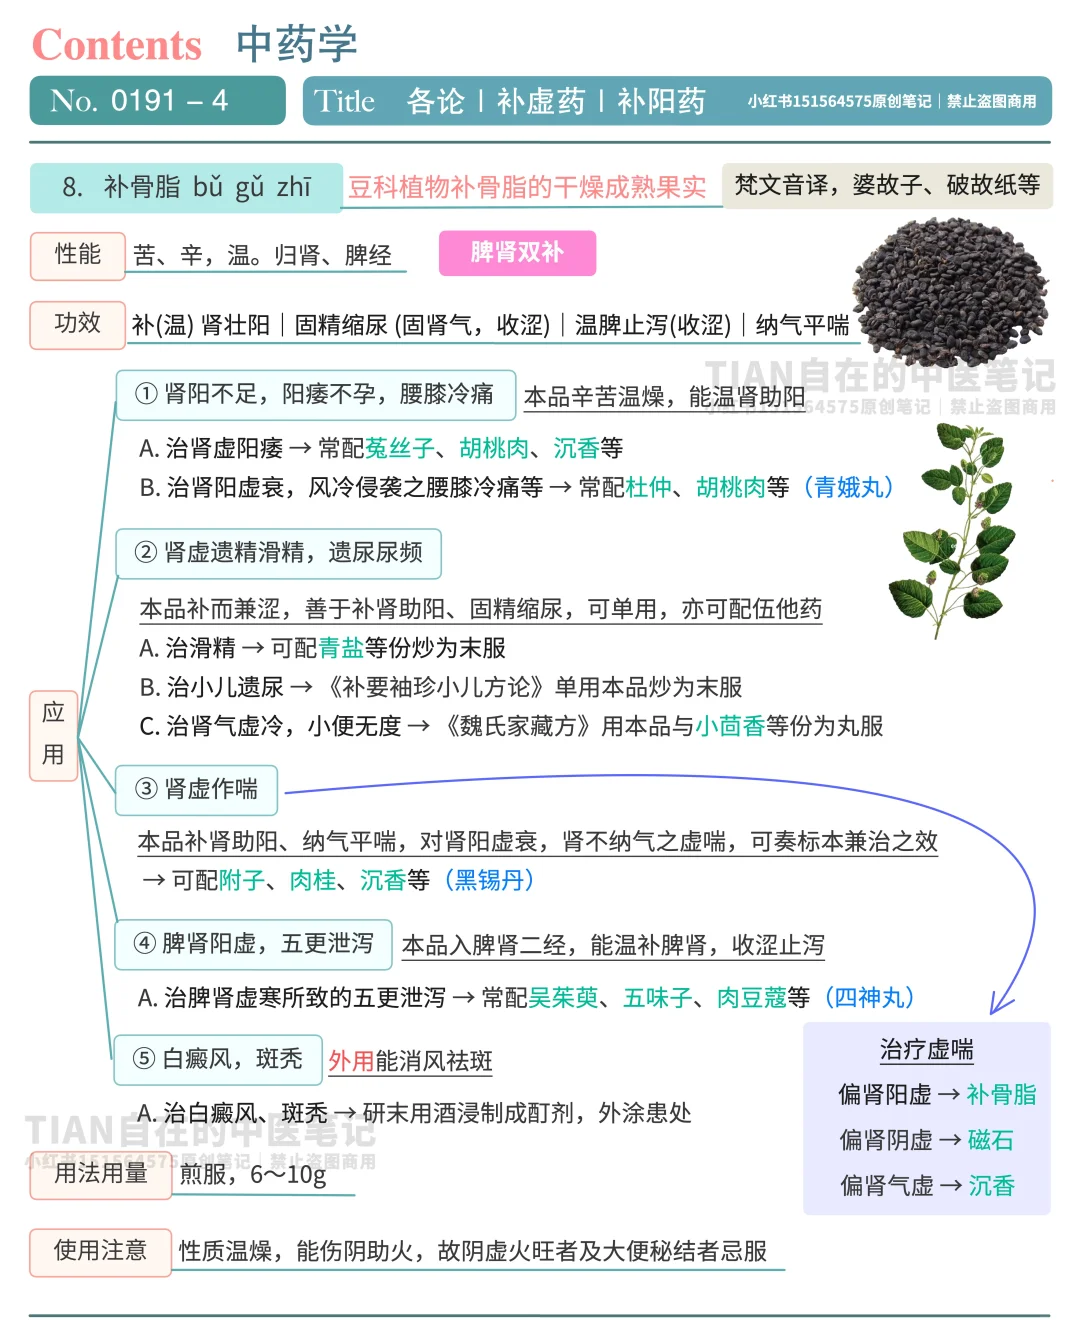 Contents 中药学
No. 0191 – 4
Title 各论丨补虚药丨补阳药 小红书151564575原创笔记｜禁止盗图商用
8. 补骨脂 bǔ gǔ zhī 豆科植物补骨脂的干燥成熟果实 梵文音译，婆故子、破故纸等
性能 苦、辛，温。归肾、脾经 脾肾双补
功效 补(温) 肾壮阳｜固精缩尿 (固肾气，收涩)｜温脾止泻(收涩)｜纳气平喘
TIAN自在的中医笔记
小红书151564575原创笔记｜禁止盗图商用
① 肾阳不足，阳痿不孕，腰膝冷痛 本品辛苦温燥，能温肾助阳
A. 治肾虚阳痿 → 常配菟丝子、胡桃肉、沉香等
B. 治肾阳虚衰，风冷侵袭之腰膝冷痛等 → 常配杜仲、胡桃肉等（青娥丸）
② 肾虚遗精滑精，遗尿尿频
本品补而兼涩，善于补肾助阳、固精缩尿，可单用，亦可配伍他药
A. 治滑精 → 可配青盐等份炒为末服
B. 治小儿遗尿 → 《补要袖珍小儿方论》单用本品炒为末服
C. 治肾气虚冷，小便无度 → 《魏氏家藏方》用本品与小茴香等份为丸服
应
用
③ 肾虚作喘
本品补肾助阳、纳气平喘，对肾阳虚衰，肾不纳气之虚喘，可奏标本兼治之效
→ 可配附子、肉桂、沉香等（黑锡丹）
④ 脾肾阳虚，五更泄泻 本品入脾肾二经，能温补脾肾，收涩止泻
A. 治脾肾虚寒所致的五更泄泻 → 常配吴茱萸、五味子、肉豆蔻等（四神丸）
⑤ 白癜风，斑秃 外用能消风祛斑
A. 治白癜风、斑秃 → 研末用酒浸制成酊剂，外涂患处
治疗虚喘
偏肾阳虚 → 补骨脂
偏肾阴虚 → 磁石
偏肾气虚 → 沉香
TIAN自在的中医笔记
小红书151564575原创笔记｜禁止盗图商用
用法用量 煎服，6～10g
使用注意 性质温燥，能伤阴助火，故阴虚火旺者及大便秘结者忌服